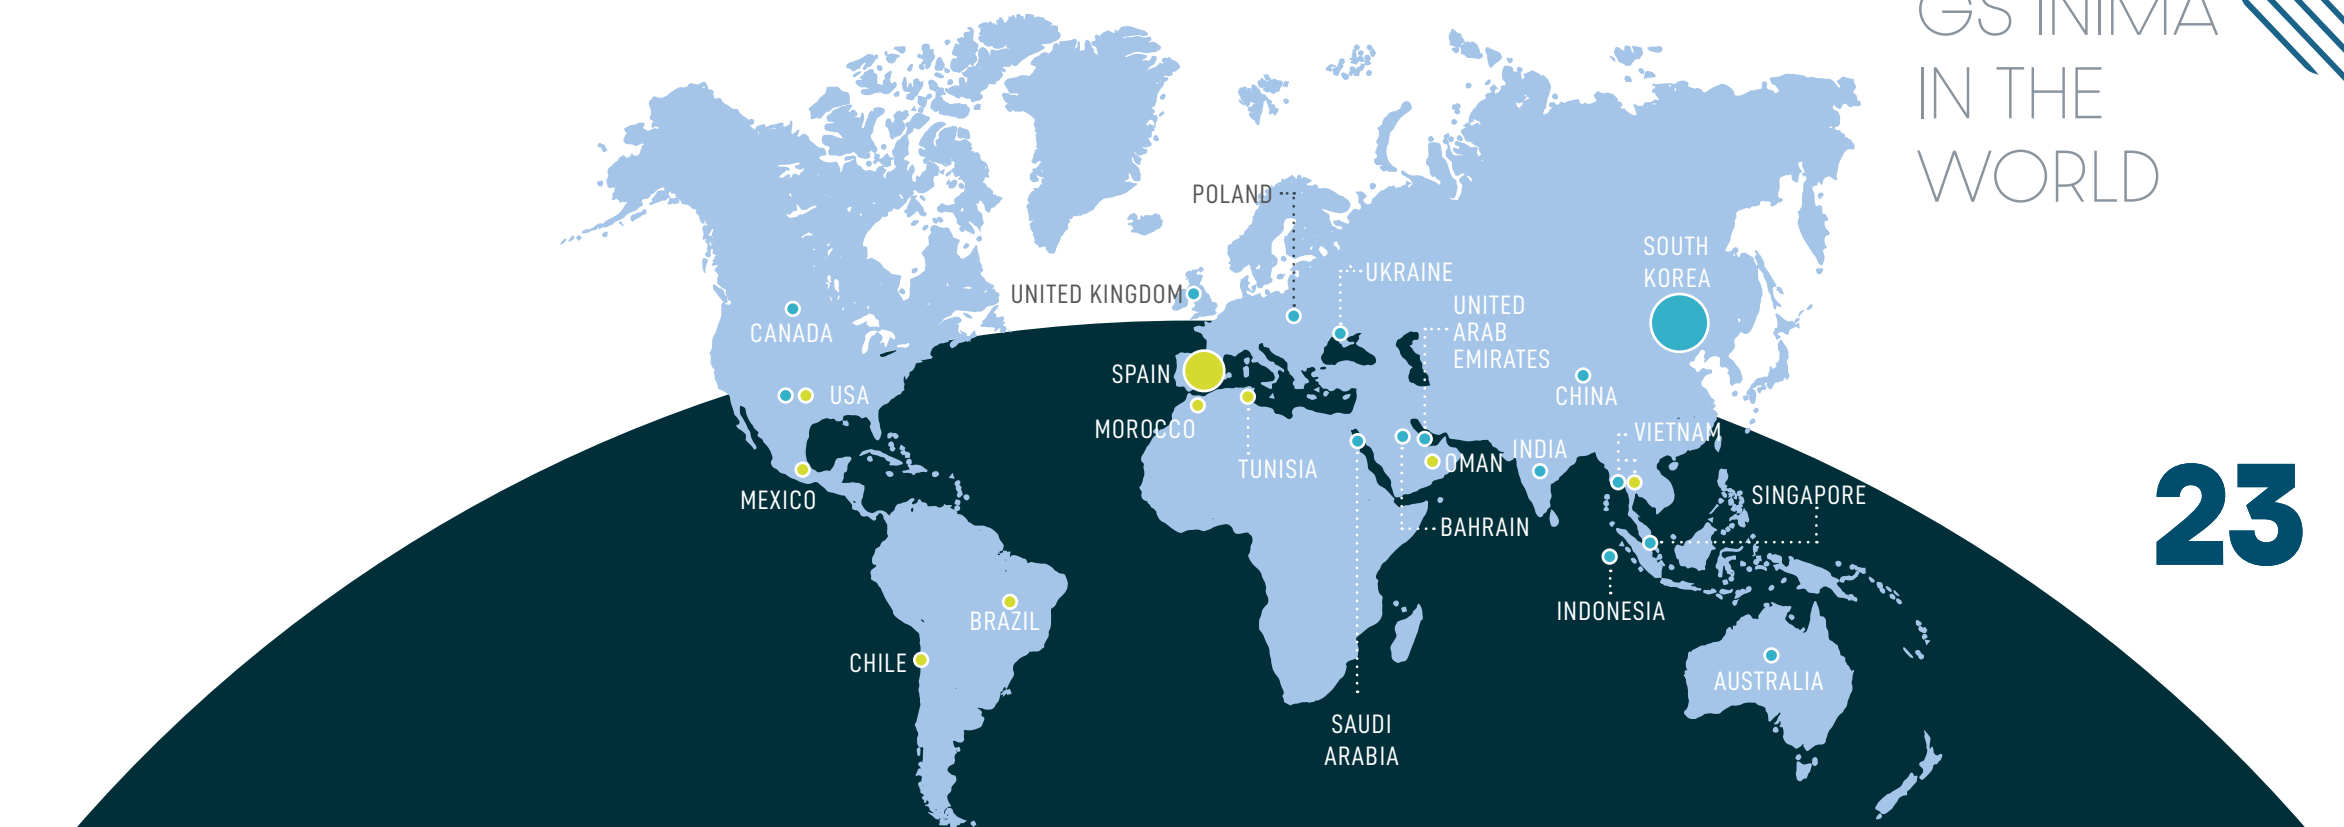 GS INIMA
IN THE
WORLD
POLAND
SOUTH
KOREA
UKRAINE
UNITED KINGDOM
UNITED
ARAB
EMIRATES
CANADA
SPAIN
CHINA
USA
MOROCCO
VIETNAM
INDIA
OMAN
TUNISIA
MEXICO
SINGAPORE
23
BAHRAIN
INDONESIA
BRAZIL
CHILE
AUSTRALIA
SAUDI
ARABIA